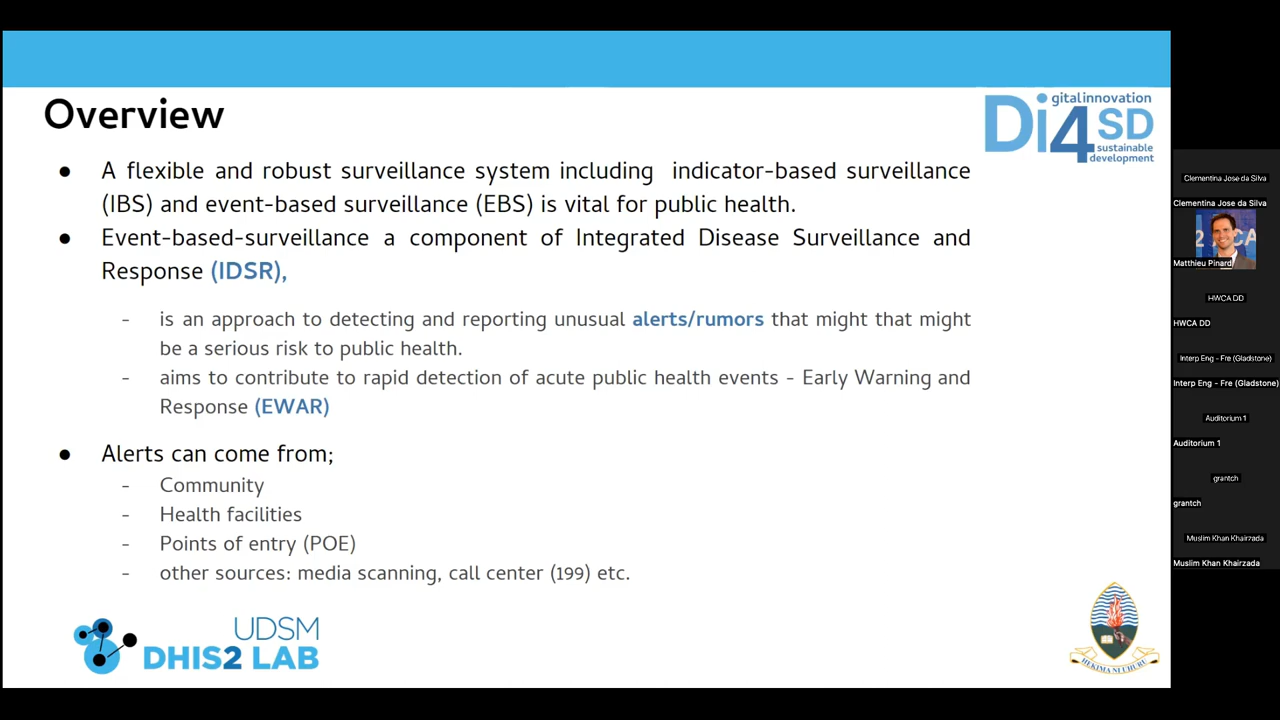 Overview
Di4SD
gitalinnovation
sustainable
development
● A flexible and robust surveillance system including indicator-based surveillance
(IBS) and event-based surveillance (EBS) is vital for public health.
● Event-based-surveillance a component of Integrated Disease Surveillance and
Response (IDSR),
- is an approach to detecting and reporting unusual alerts/rumors that might that might
be a serious risk to public health.
- aims to contribute to rapid detection of acute public health events - Early Warning and
Response (EWAR)
● Alerts can come from;
- Community
- Health facilities
- Points of entry (POE)
- other sources: media scanning, call center (199) etc.
UDSM
DHIS2 LAB
HEKIMA NI UHURU
Clementina Jose da Silva
Clementina Jose da Silva
2 CA
Matthieu Pinard
HWCA DD
HWCA DD
Interp Eng - Fre (Gladstone)
Interp Eng - Fre (Gladstone)
Auditorium 1
Auditorium 1
grantch
grantch
Muslim Khan Khairzada
Muslim Khan Khairzada